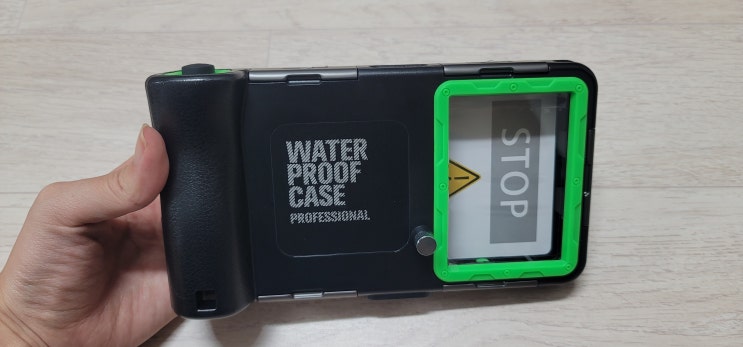 WATER
PROOF
CASE
PROFESSIONAL
STOP
!